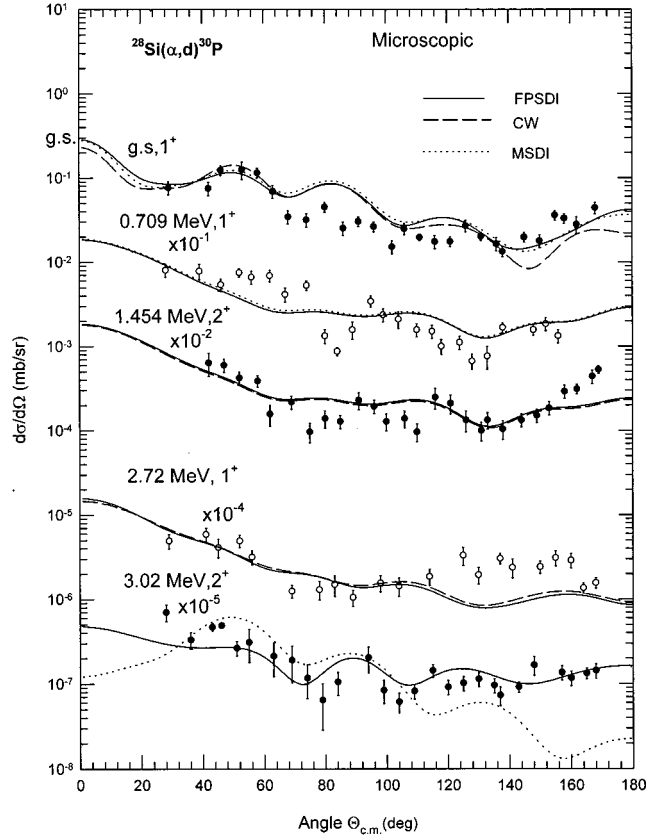 ²⁸Si(α,d)³⁰P
Microscopic
FPSDI
CW
MSDI
g.s.
g.s,1⁺
0.709 MeV,1⁺
x10⁻¹
1.454 MeV,2⁺
x10⁻²
2.72 MeV, 1⁺
x10⁻⁴
3.02 MeV,2⁺
x10⁻⁵
10¹
10⁰
10⁻¹
10⁻²
10⁻³
10⁻⁴
10⁻⁵
10⁻⁶
10⁻⁷
10⁻⁸
dσ/dΩ (mb/sr)
0 20 40 60 80 100 120 140 160 180
Angle Θc.m.(deg)